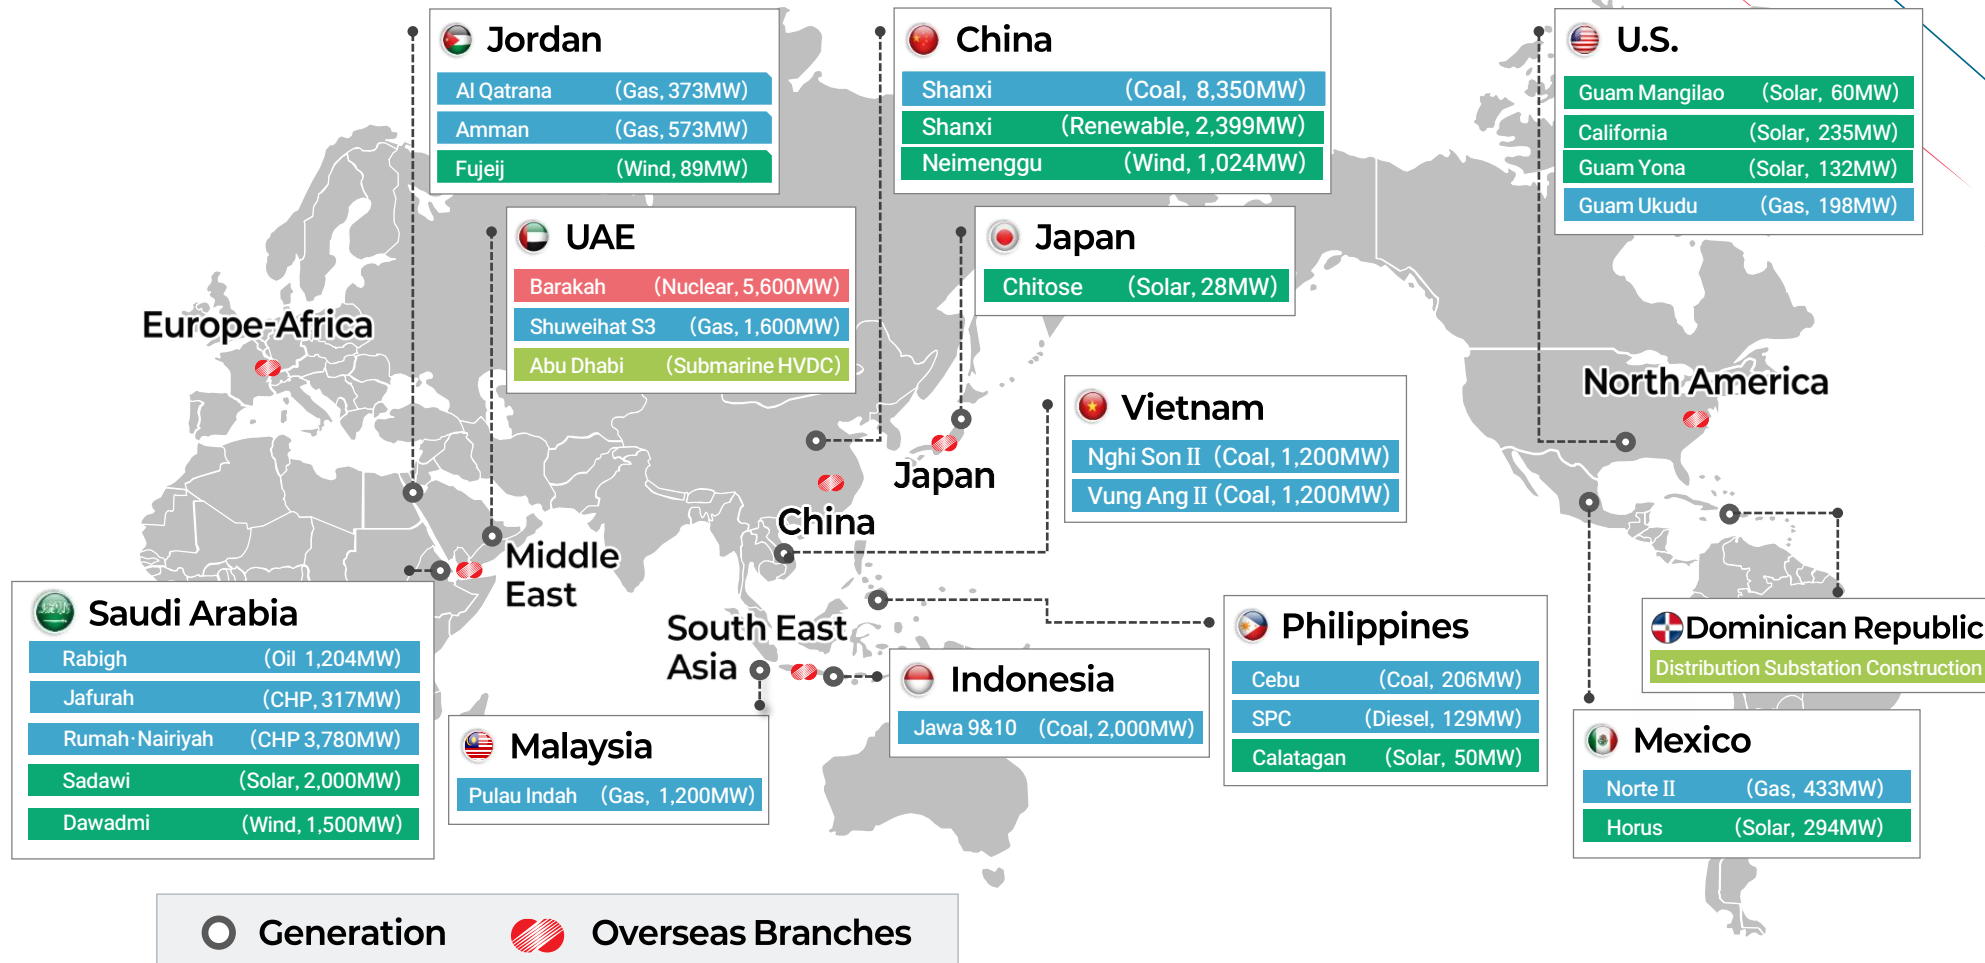 Jordan
Al Qatrana (Gas, 373MW)
Amman (Gas, 573MW)
Fujeij (Wind, 89MW)
China
Shanxi (Coal, 8,350MW)
Shanxi (Renewable, 2,399MW)
Neimenggu (Wind, 1,024MW)
U.S.
Guam Mangilao (Solar, 60MW)
California (Solar, 235MW)
Guam Yona (Solar, 132MW)
Guam Ukudu (Gas, 198MW)
UAE
Barakah (Nuclear, 5,600MW)
Shuweihat S3 (Gas, 1,600MW)
Abu Dhabi (Submarine HVDC)
Japan
Chitose (Solar, 28MW)
Europe-Africa
North America
Vietnam
Nghi Son Ⅱ (Coal, 1,200MW)
Vung Ang Ⅱ (Coal, 1,200MW)
Japan
China
Middle
East
Saudi Arabia
Rabigh (Oil 1,204MW)
Jafurah (CHP, 317MW)
Rumah·Nairiyah (CHP 3,780MW)
Sadawi (Solar, 2,000MW)
Dawadmi (Wind, 1,500MW)
South East
Asia
Malaysia
Pulau Indah (Gas, 1,200MW)
Indonesia
Jawa 9&10 (Coal, 2,000MW)
Philippines
Cebu (Coal, 206MW)
SPC (Diesel, 129MW)
Calatagan (Solar, 50MW)
Dominican Republic
Distribution Substation Construction
Mexico
Norte Ⅱ (Gas, 433MW)
Horus (Solar, 294MW)
Generation
Overseas Branches